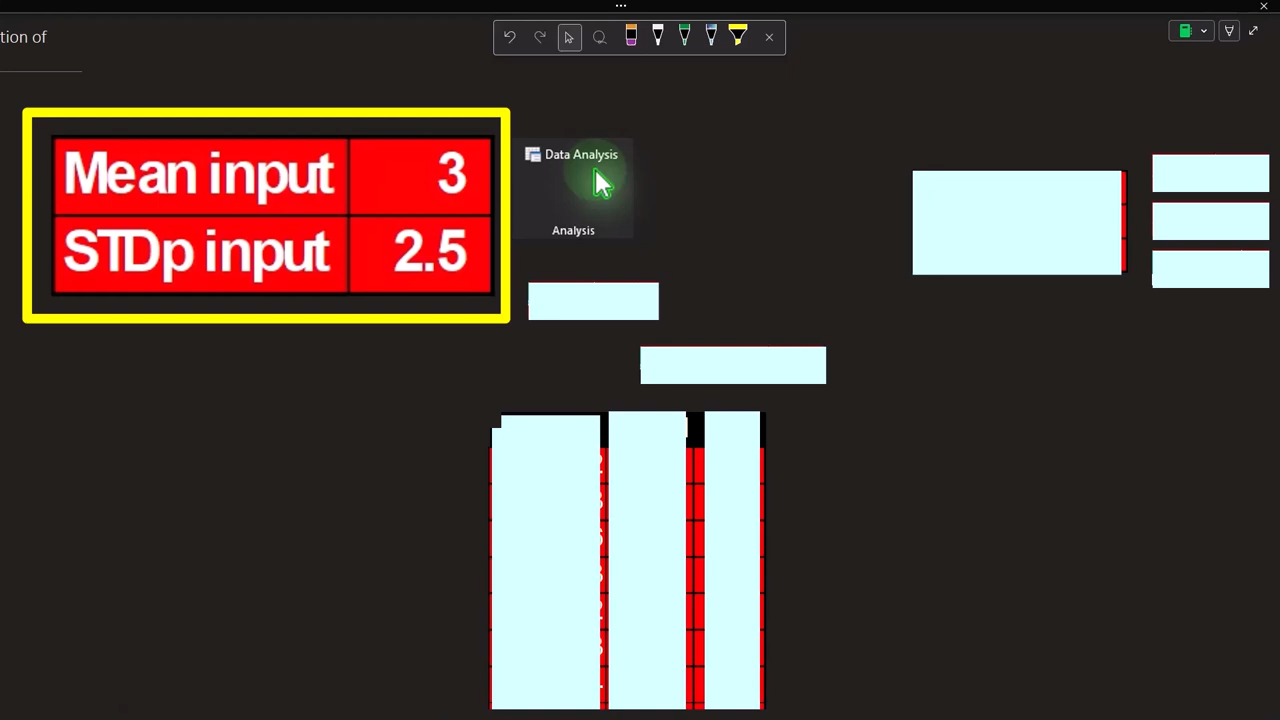 tion of
Mean input 3
STDp input 2.5
Data Analysis
Analysis